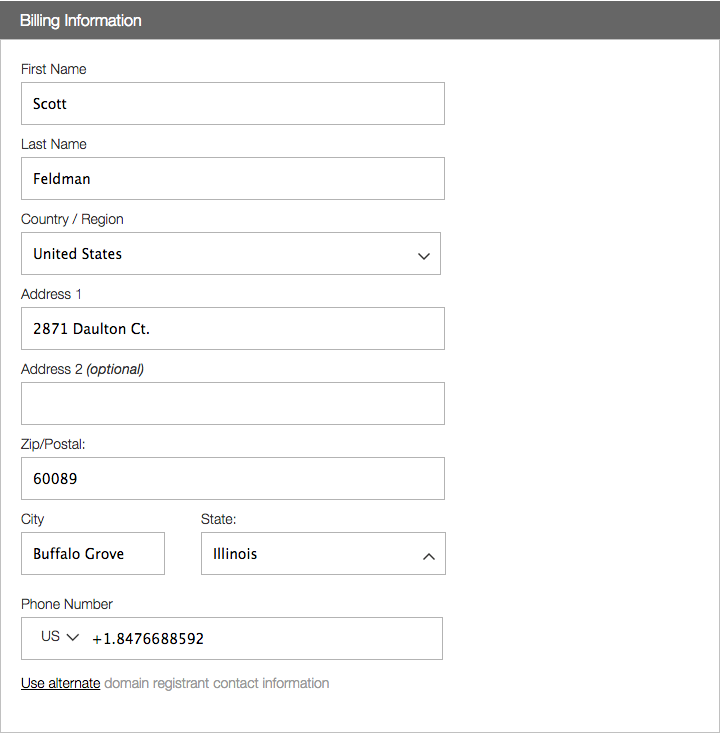 Billing Information
First Name
Scott
Last Name
Feldman
Country / Region
United States
Address 1
2871 Daulton Ct.
Address 2 (optional)
Zip/Postal:
60089
City State:
Buffalo Grove Illinois
Phone Number
US +1.8476688592
Use alternate domain registrant contact information